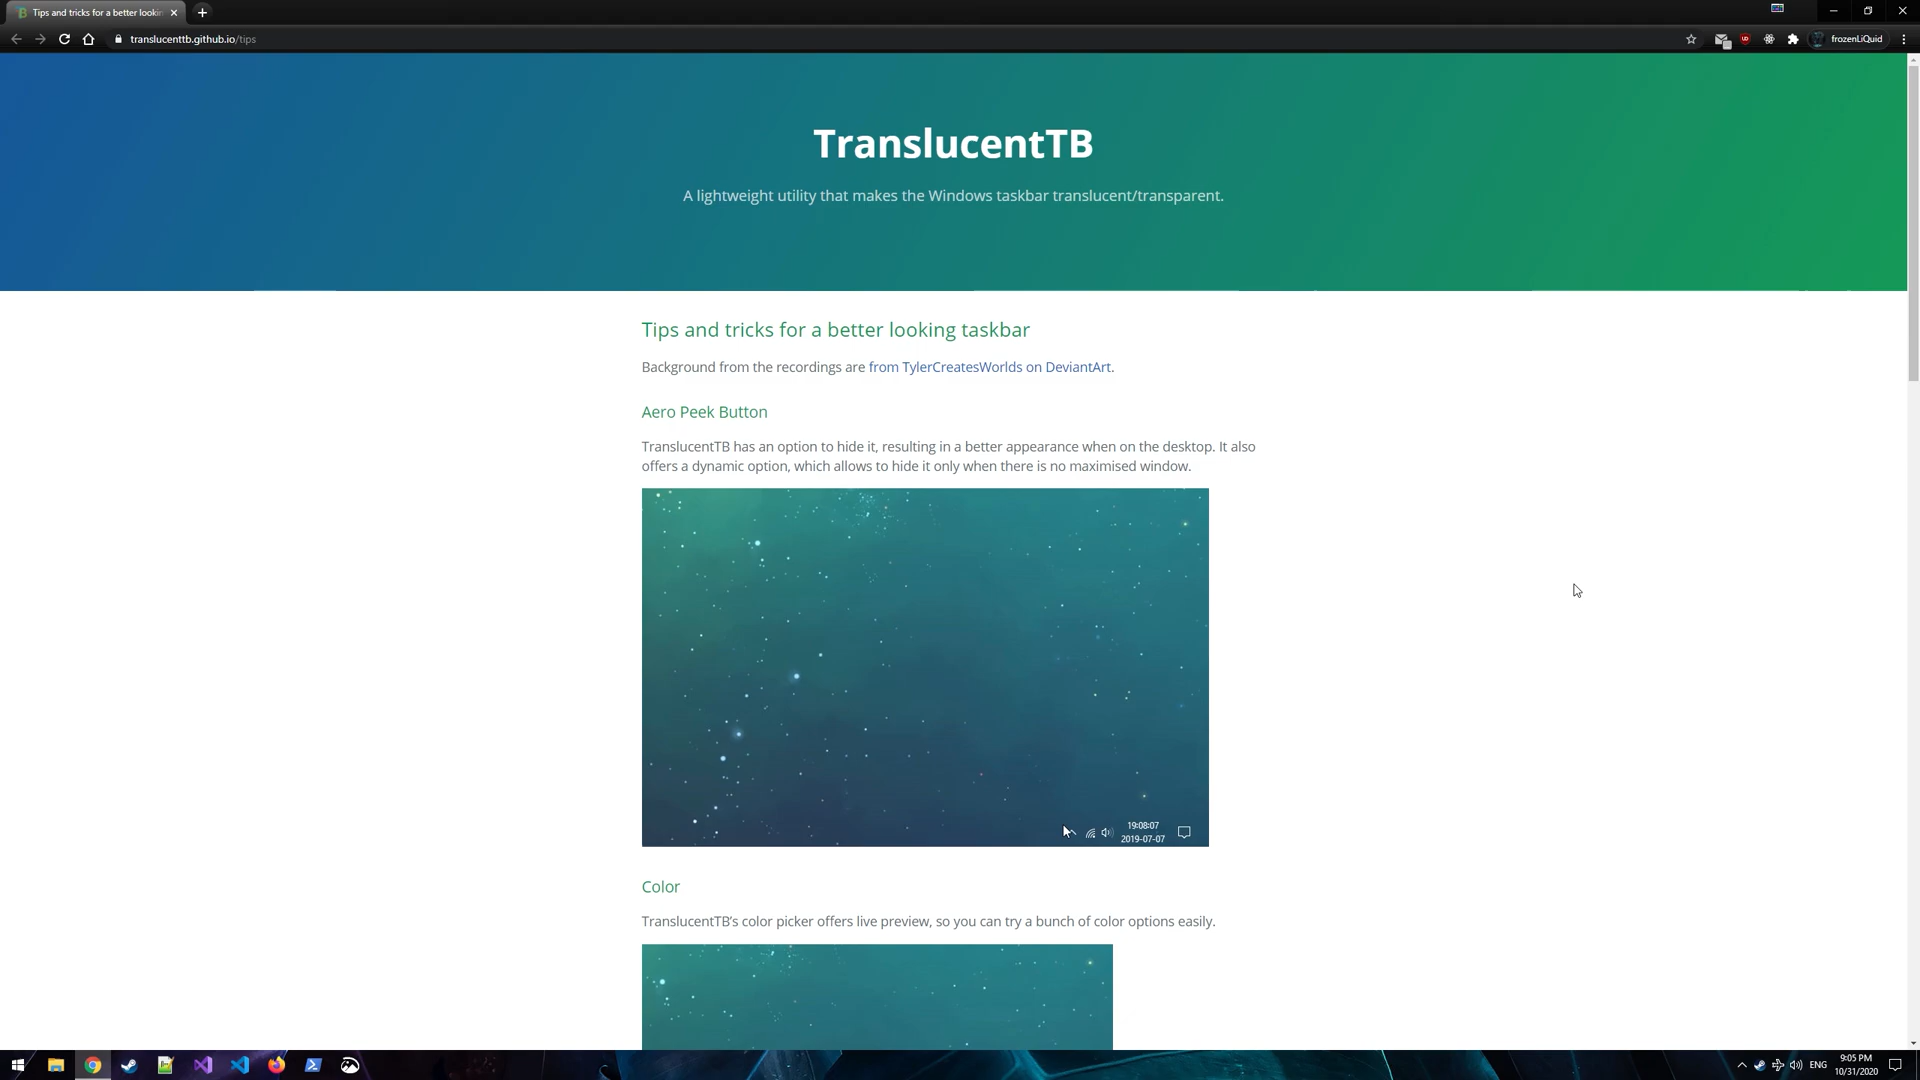 Tips and tricks for a better lookin
translucenttb.github.io/tips
frozenLiQuid
TranslucentTB
A lightweight utility that makes the Windows taskbar translucent/transparent.
Tips and tricks for a better looking taskbar
Background from the recordings are from TylerCreatesWorlds on DeviantArt.
Aero Peek Button
TranslucentTB has an option to hide it, resulting in a better appearance when on the desktop. It also
offers a dynamic option, which allows to hide it only when there is no maximised window.
19:08:07
2019-07-07
Color
TranslucentTB's color picker offers live preview, so you can try a bunch of color options easily.
ENG
9:05 PM
10/31/2020